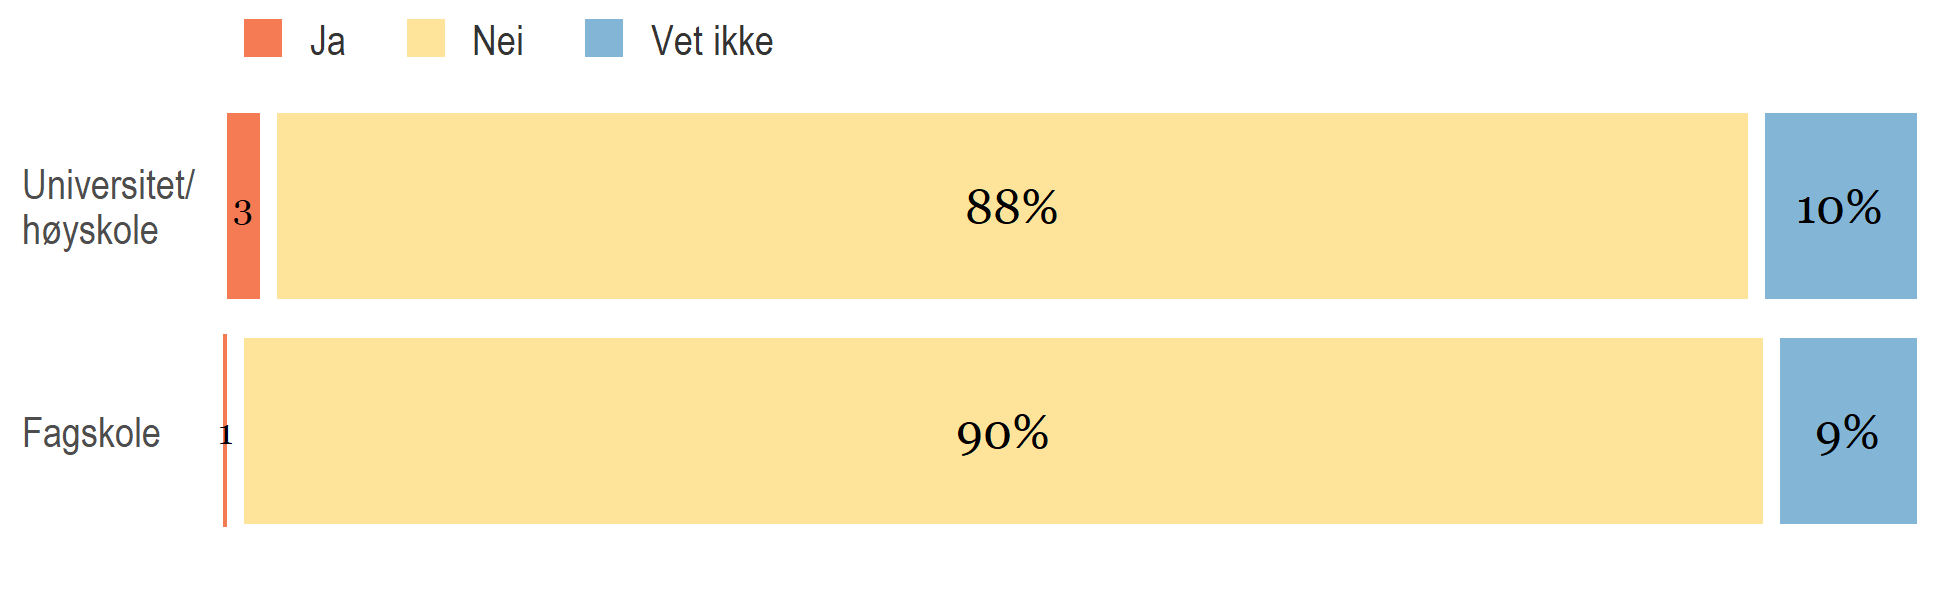 Ja Nei Vet ikke
Universitet/
høyskole
3 88% 10%
Fagskole
1 90% 9%